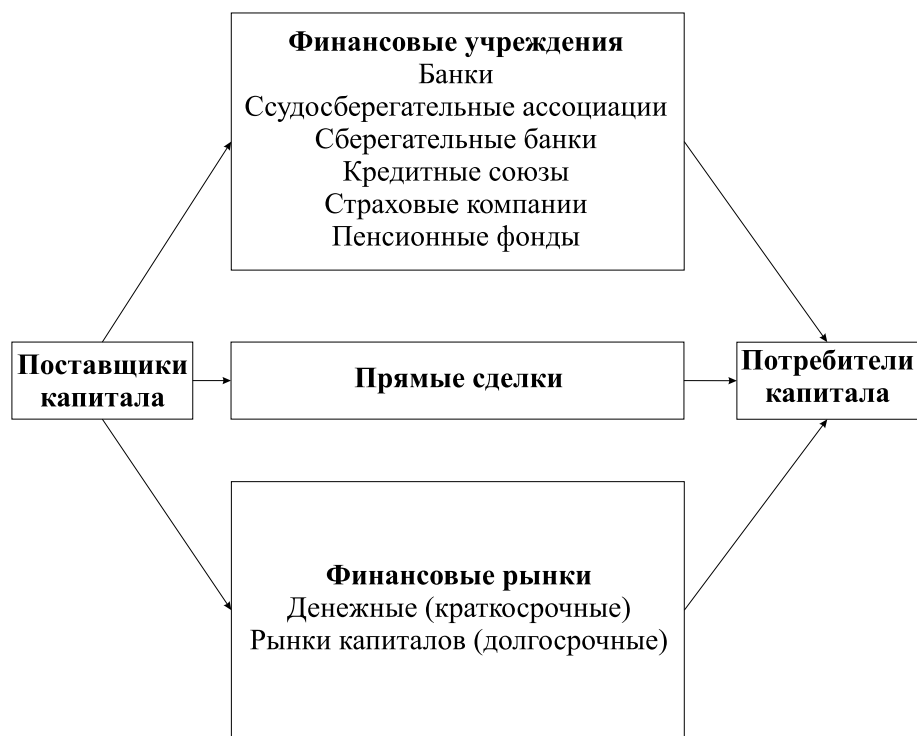 Финансовые учреждения
Банки
Ссудосберегательные ассоциации
Сберегательные банки
Кредитные союзы
Страховые компании
Пенсионные фонды
Поставщики
капитала
Прямые сделки
Потребители
капитала
Финансовые рынки
Денежные (краткосрочные)
Рынки капиталов (долгосрочные)